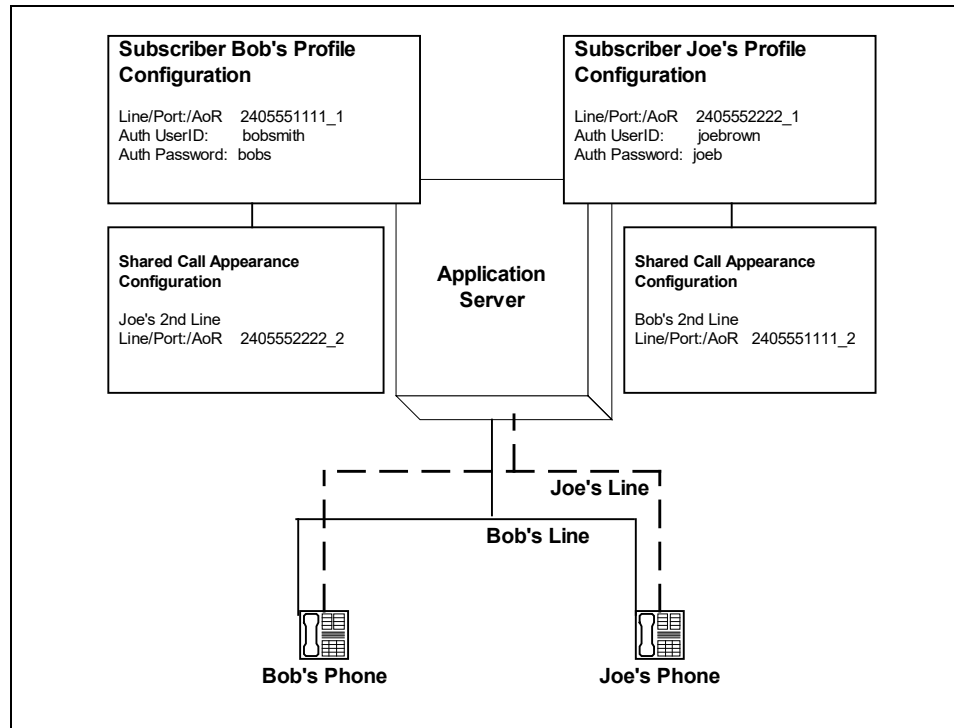 Subscriber Bob's Profile
Configuration
Line/Port:/AoR 2405551111_1
Auth UserID: bobsmith
Auth Password: bobs
Subscriber Joe's Profile
Configuration
Line/Port:/AoR 2405552222_1
Auth UserID: joebrown
Auth Password: joeb
Shared Call Appearance
Configuration
Joe's 2nd Line
Line/Port:/AoR 2405552222_2
Application
Server
Shared Call Appearance
Configuration
Bob's 2nd Line
Line/Port:/AoR 2405551111_2
Joe's Line
Bob's Line
Bob's Phone
Joe's Phone